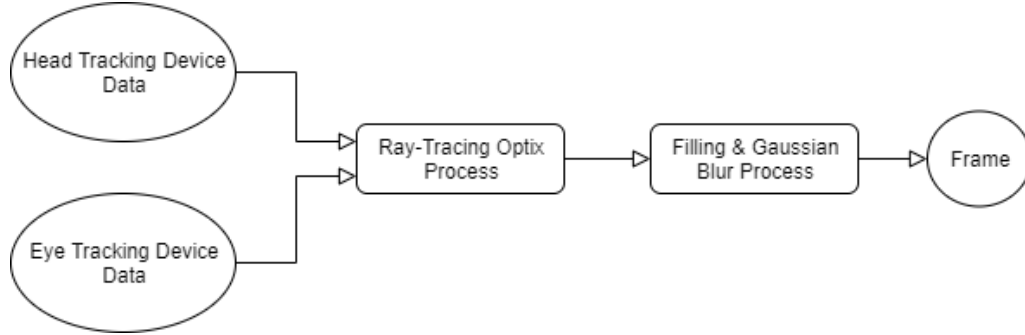 Head Tracking Device
Data
Eye Tracking Device
Data
Ray-Tracing Optix
Process
Filling & Gaussian
Blur Process
Frame